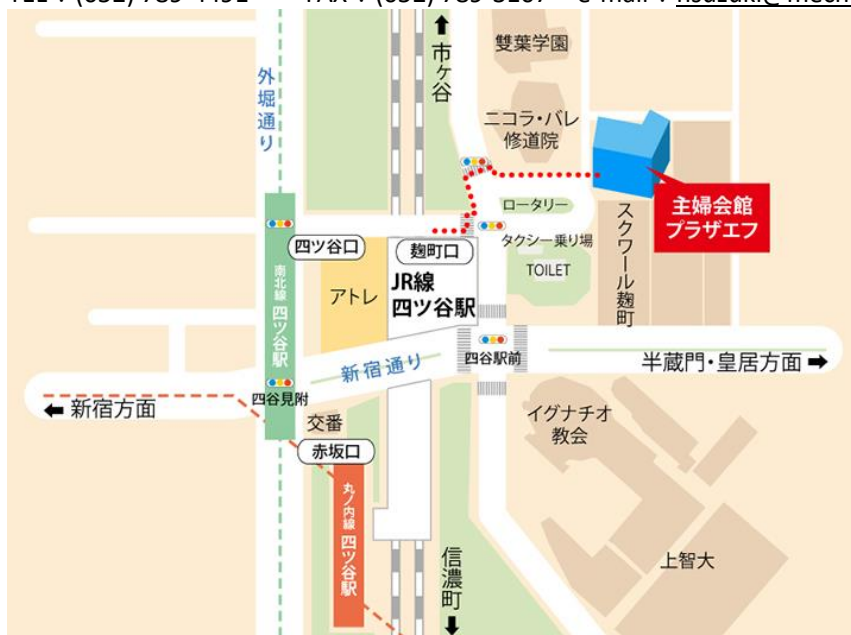 TEL：(052) 789-4491 FAX：(052) 789-3107 e-mail：
市ヶ谷
雙葉学園
外堀通り
ニコラ・バレ
修道院
ロータリー
主婦会館
プラザエフ
スクワール麹町
四ツ谷口
麹町口
タクシー乗り場
TOILET
JR線
四ツ谷駅
アトレ
南北線 四ツ谷駅
四谷駅前
新宿通り
半蔵門・皇居方面
新宿方面
四谷見附
交番
赤坂口
イグナチオ
教会
丸ノ内線 四ツ谷駅
信濃町
上智大